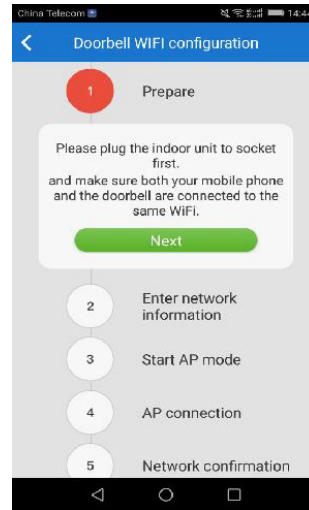 China Telecom 14:44
Doorbell WIFI configuration
1 Prepare
Please plug the indoor unit to socket
first.
and make sure both your mobile phone
and the doorbell are connected to the
same WiFi.
Next
2 Enter network
information
3 Start AP mode
4 AP connection
5 Network confirmation